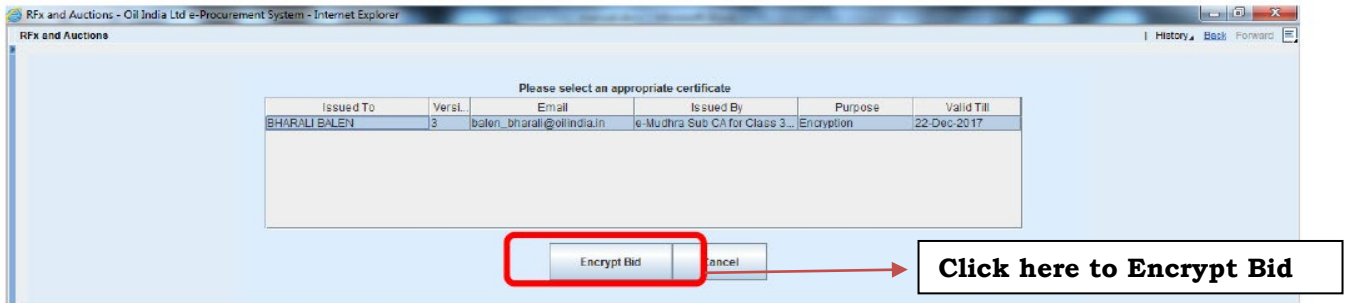 RFx and Auctions - Oil India Ltd e-Procurement System - Internet Explorer
RFx and Auctions
History Back Forward
Please select an appropriate certificate
Issued To Versi... Email Issued By Purpose Valid Till
BHARALI BALEN 3 balen_bharali@oilindia.in e-Mudhra Sub CA for Class 3... Encryption 22-Dec-2017
Encrypt Bid Cancel
Click here to Encrypt Bid